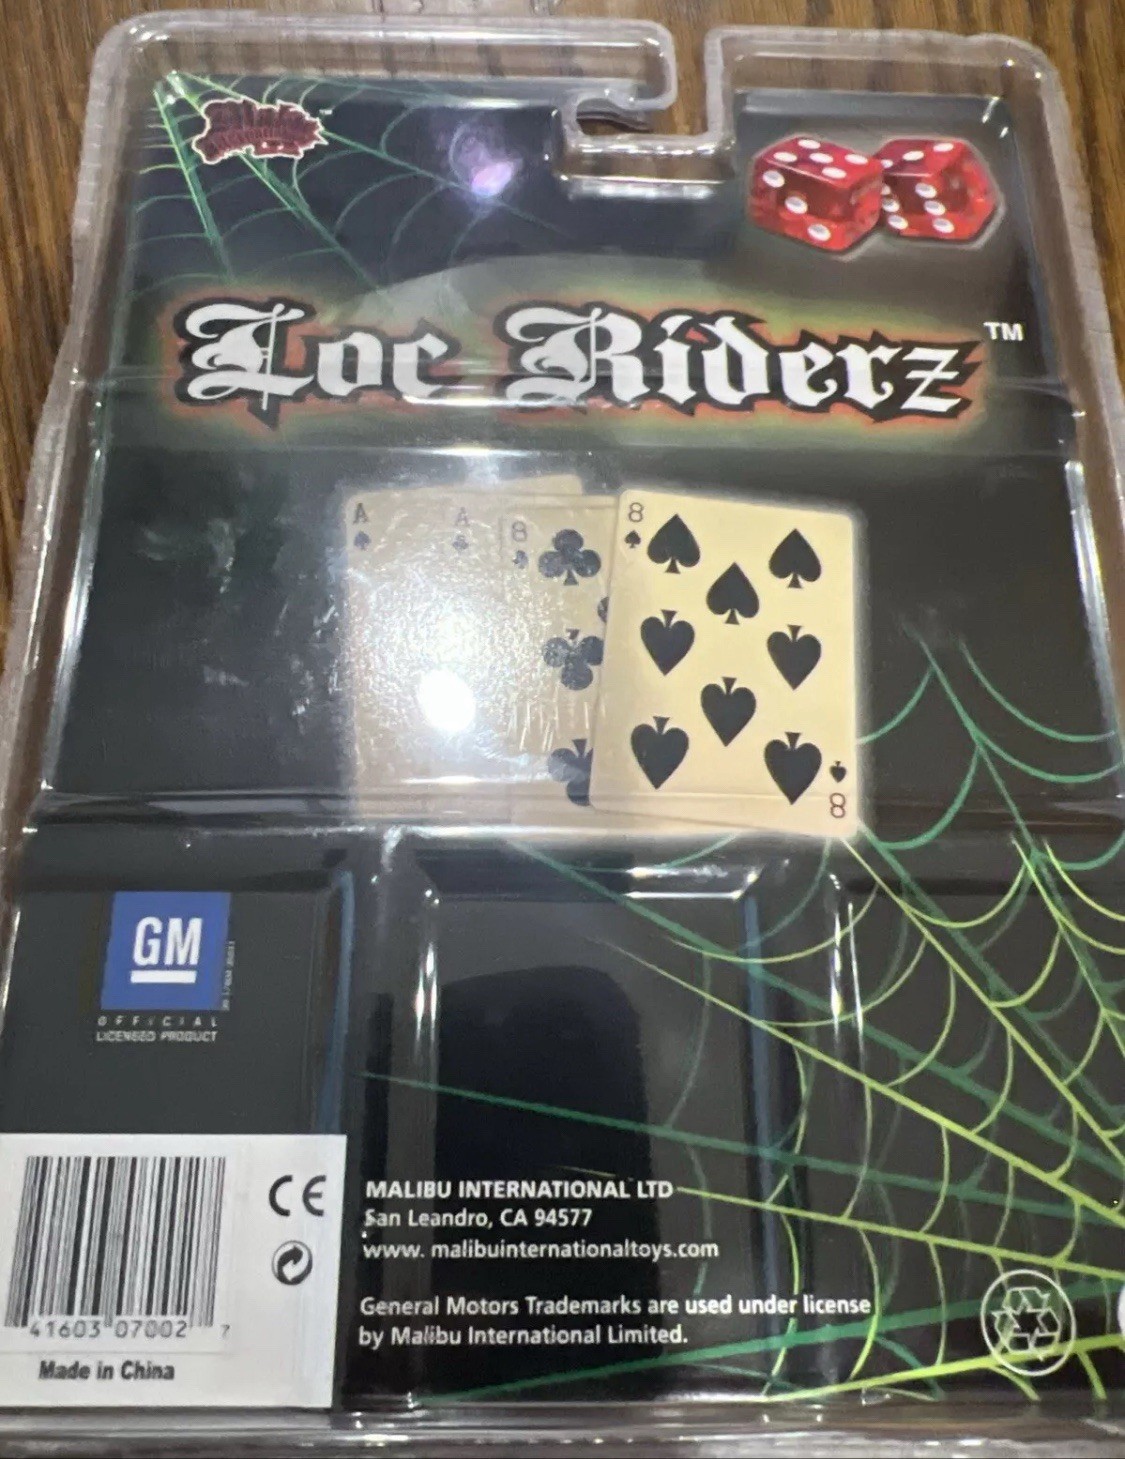 Loc Riderz™
A
A
8
8
8
GM
OFFICIAL
LICENSED PRODUCT
CE
41603 07002 7
Made in China
MALIBU INTERNATIONAL LTD
San Leandro, CA 94577
www. malibuinternationaltoys.com
General Motors Trademarks are used under license
by Malibu International Limited.